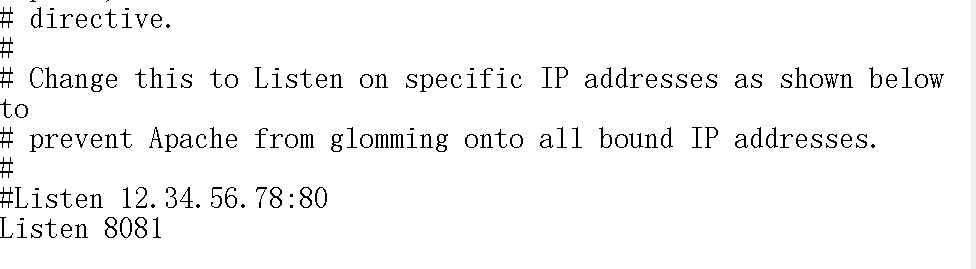 # directive.
#
# Change this to Listen on specific IP addresses as shown below
to
# prevent Apache from glomming onto all bound IP addresses.
#
#Listen 12.34.56.78:80
Listen 8081